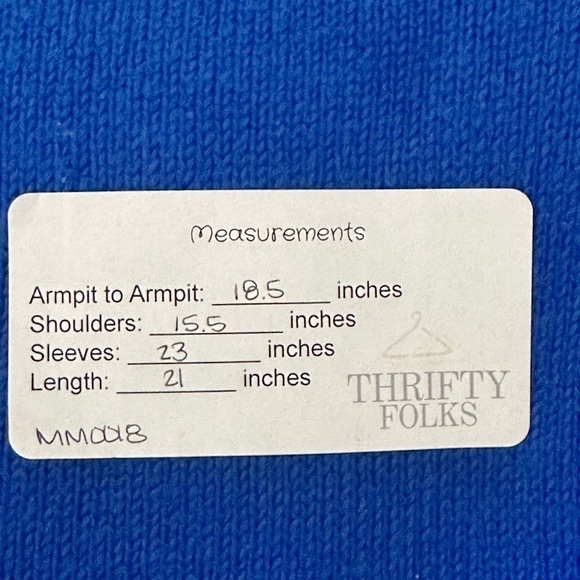 Measurements
Armpit to Armpit: 18.5 inches
Shoulders: 15.5 inches
Sleeves: 23 inches
Length: 21 inches
THRIFTY
FOLKS